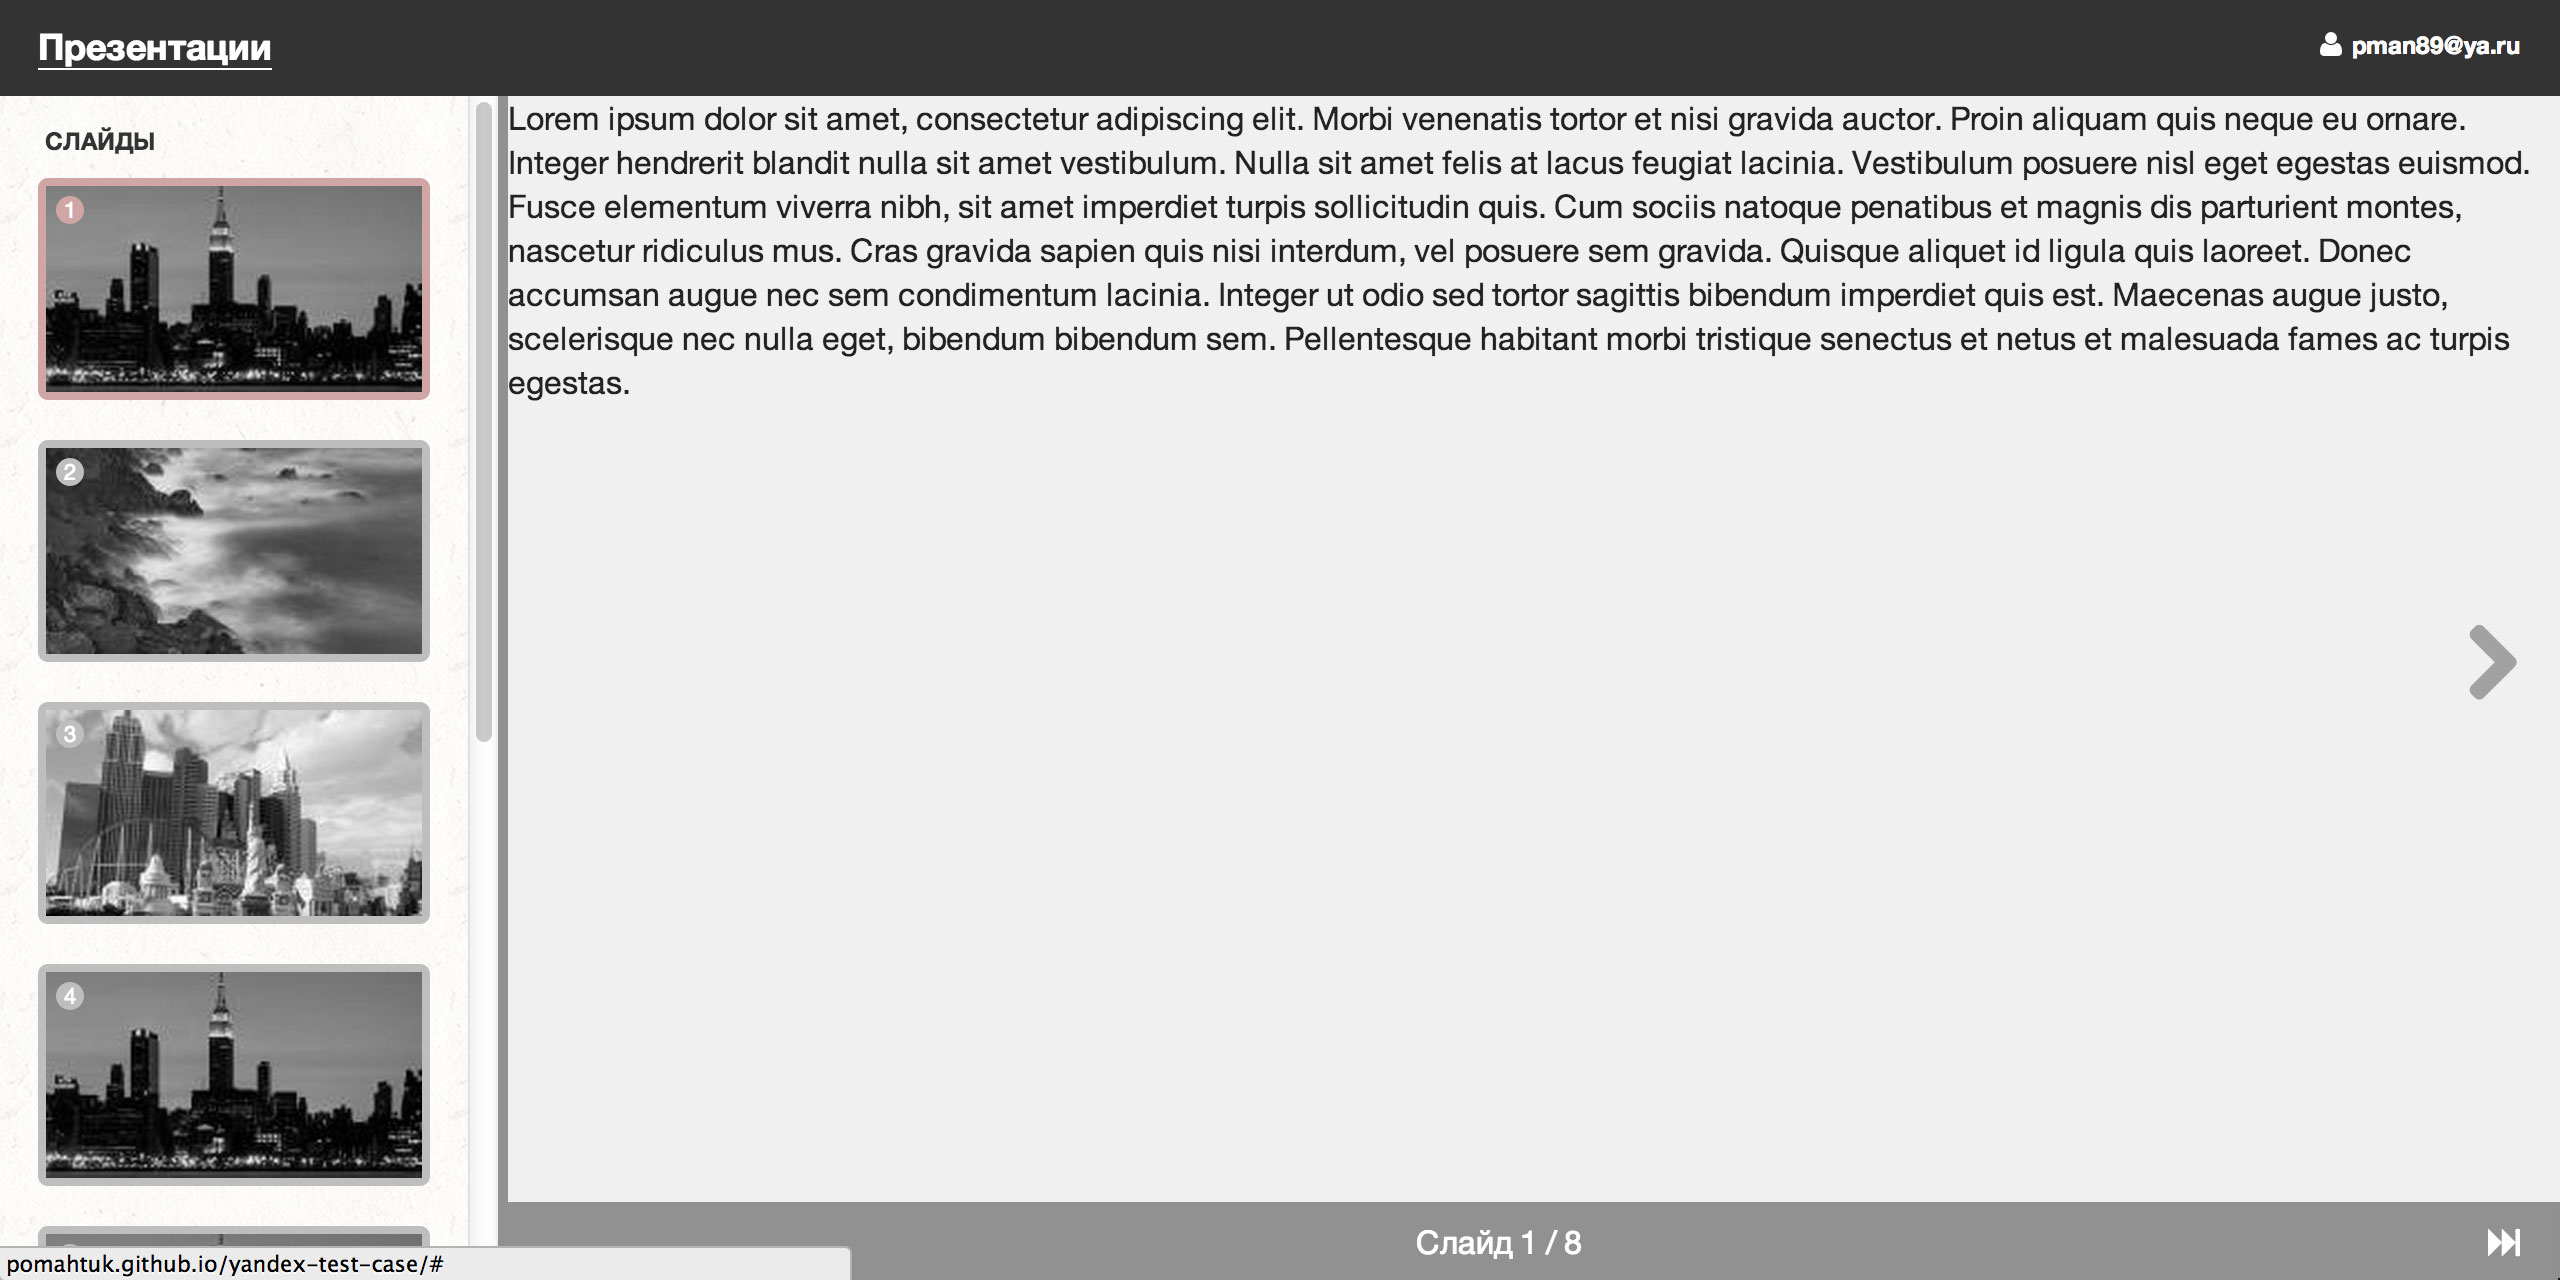 Презентации
pman89@ya.ru
СЛАЙДЫ
1
2
3
4
Lorem ipsum dolor sit amet, consectetur adipiscing elit. Morbi venenatis tortor et nisi gravida auctor. Proin aliquam quis neque eu ornare.
Integer hendrerit blandit nulla sit amet vestibulum. Nulla sit amet felis at lacus feugiat lacinia. Vestibulum posuere nisl eget egestas euismod.
Fusce elementum viverra nibh, sit amet imperdiet turpis sollicitudin quis. Cum sociis natoque penatibus et magnis dis parturient montes,
nascetur ridiculus mus. Cras gravida sapien quis nisi interdum, vel posuere sem gravida. Quisque aliquet id ligula quis laoreet. Donec
accumsan augue nec sem condimentum lacinia. Integer ut odio sed tortor sagittis bibendum imperdiet quis est. Maecenas augue justo,
scelerisque nec nulla eget, bibendum bibendum sem. Pellentesque habitant morbi tristique senectus et netus et malesuada fames ac turpis
egestas.
Слайд 1 / 8
pomahtuk.github.io/yandex-test-case/#